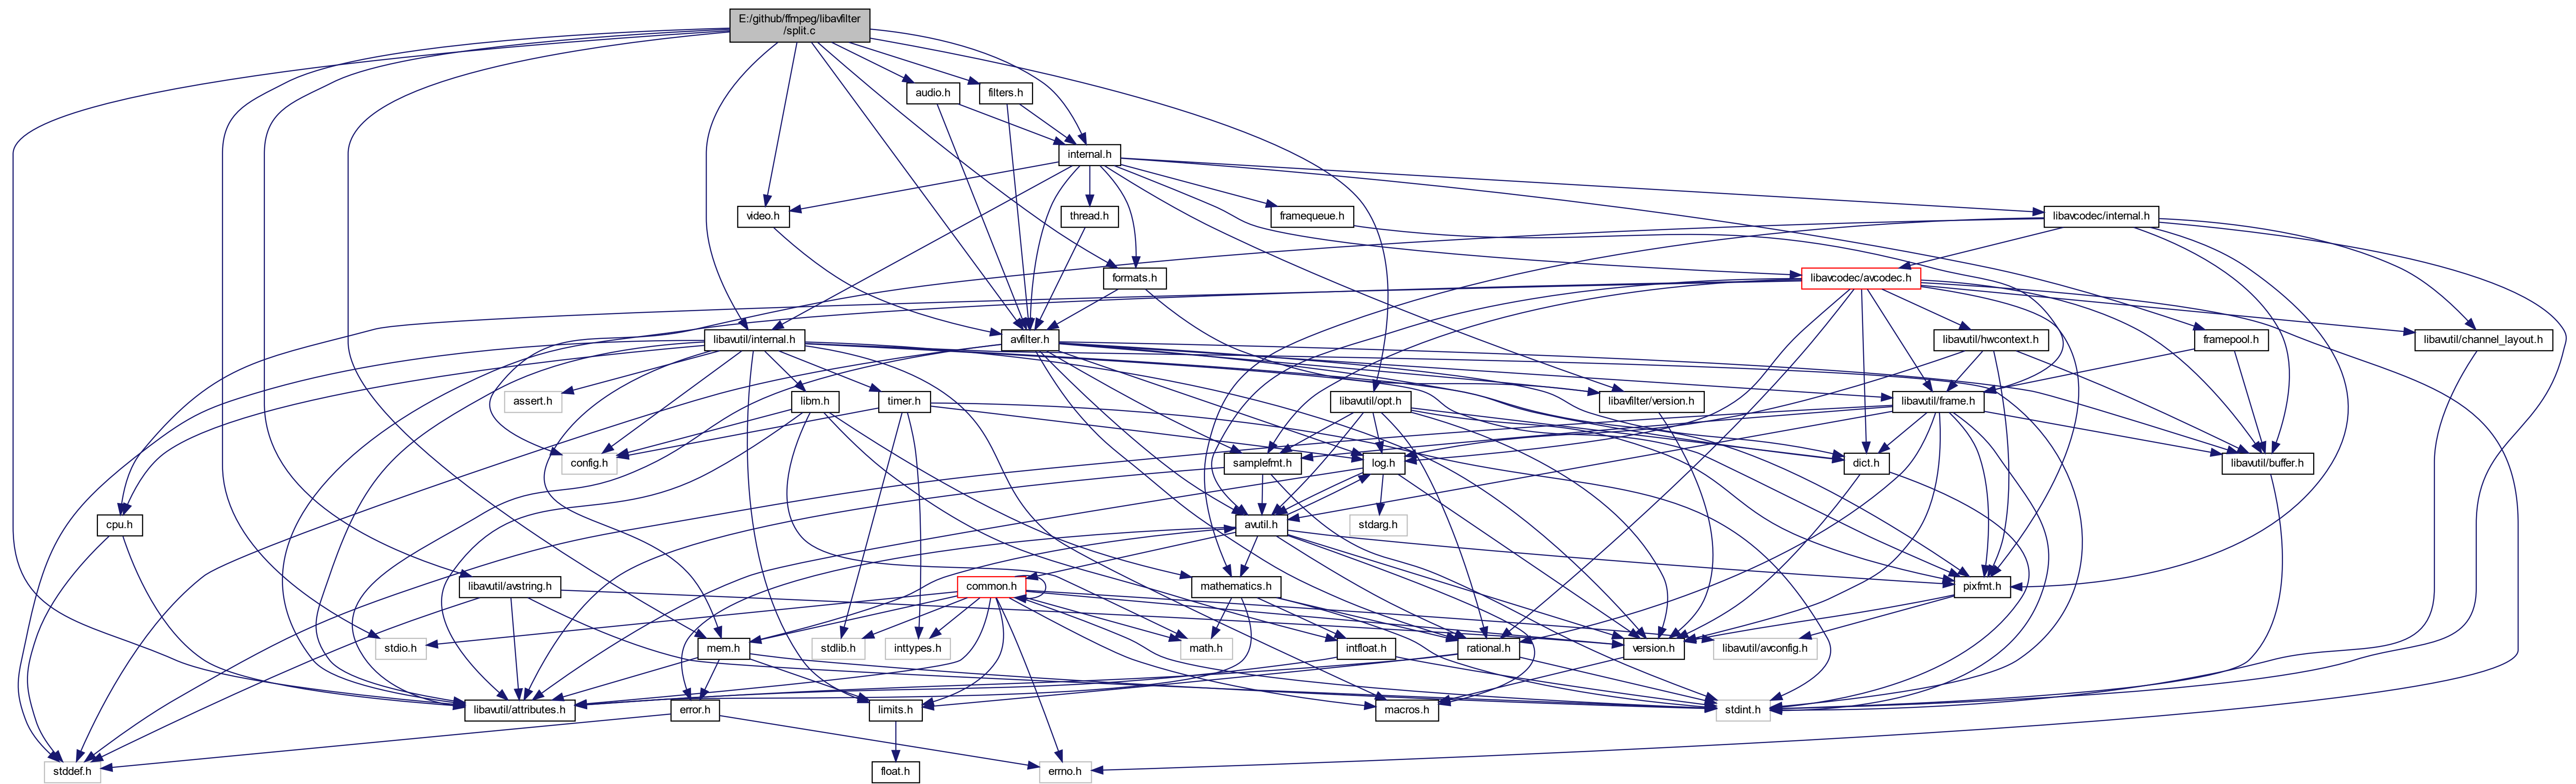 E:/github/ffmpeg/libavfilter
/split.c
audio.h
filters.h
internal.h
video.h
thread.h
framequeue.h
libavcodec/internal.h
formats.h
libavcodec/avcodec.h
libavutil/internal.h
avfilter.h
libavutil/hwcontext.h
framepool.h
libavutil/channel_layout.h
assert.h
libm.h
timer.h
libavutil/opt.h
libavfilter/version.h
libavutil/frame.h
config.h
samplefmt.h
log.h
dict.h
libavutil/buffer.h
cpu.h
avutil.h
stdarg.h
libavutil/avstring.h
common.h
mathematics.h
pixfmt.h
stdio.h
mem.h
stdlib.h
inttypes.h
math.h
intfloat.h
rational.h
version.h
libavutil/avconfig.h
libavutil/attributes.h
error.h
limits.h
macros.h
stdint.h
stddef.h
float.h
errno.h